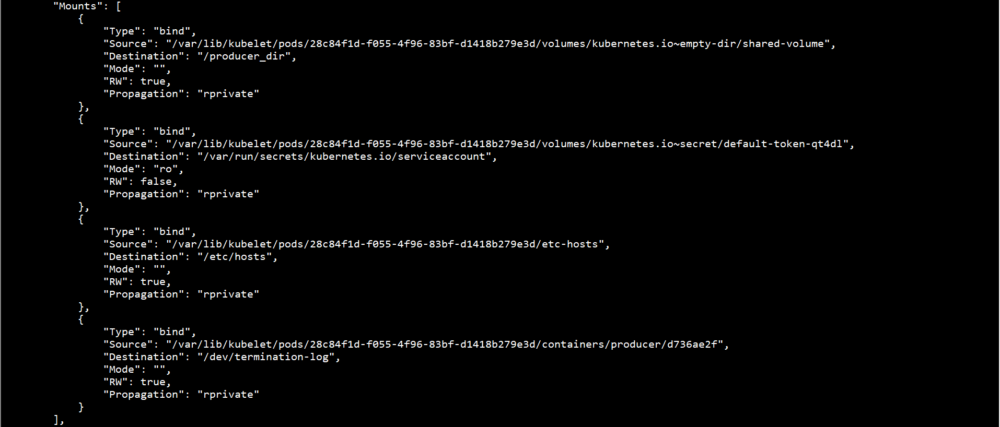 "Mounts": [
{
"Type": "bind",
"Source": "/var/lib/kubelet/pods/28c84f1d-f055-4f96-83bf-d1418b279e3d/volumes/kubernetes.io~empty-dir/shared-volume",
"Destination": "/producer_dir",
"Mode": "",
"RW": true,
"Propagation": "rprivate"
},
{
"Type": "bind",
"Source": "/var/lib/kubelet/pods/28c84f1d-f055-4f96-83bf-d1418b279e3d/volumes/kubernetes.io~secret/default-token-qt4dl",
"Destination": "/var/run/secrets/kubernetes.io/serviceaccount",
"Mode": "ro",
"RW": false,
"Propagation": "rprivate"
},
{
"Type": "bind",
"Source": "/var/lib/kubelet/pods/28c84f1d-f055-4f96-83bf-d1418b279e3d/etc-hosts",
"Destination": "/etc/hosts",
"Mode": "",
"RW": true,
"Propagation": "rprivate"
},
{
"Type": "bind",
"Source": "/var/lib/kubelet/pods/28c84f1d-f055-4f96-83bf-d1418b279e3d/containers/producer/d736ae2f",
"Destination": "/dev/termination-log",
"Mode": "",
"RW": true,
"Propagation": "rprivate"
}
],